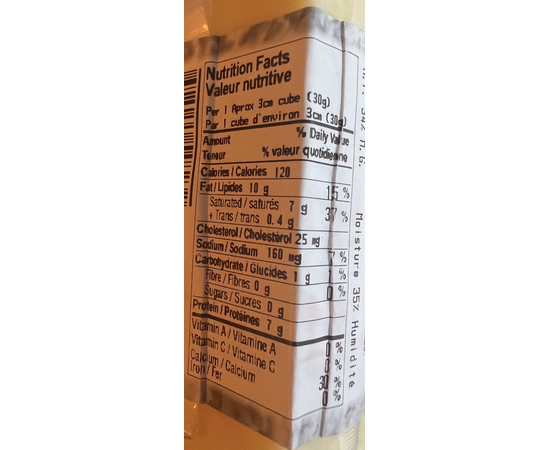 Nutrition Facts
Valeur nutritive
Per 1 Aprox 3cm cube (30g)
Par 1 cube d'environ 3cm (30g)
Amount % Daily Value
Teneur % valeur quotidienne
Calories / Calories 120
Fat / Lipides 10 g 15 %
Saturated / saturés 7 g
+ Trans / trans 0.4 g 37 %
Cholesterol / Cholestérol 25 mg
Sodium / Sodium 160 mg 7 %
Carbohydrate / Glucides 1 g 1 %
Fibre / Fibres 0 g 0 %
Sugars / Sucres 0 g
Protein / Protéines 7 g
Vitamin A / Vitamine A 0 %
Vitamin C / Vitamine C 0 %
Calcium / Calcium 30 %
Iron / Fer 0 %
34% M.G. Moisture 35% Humidité